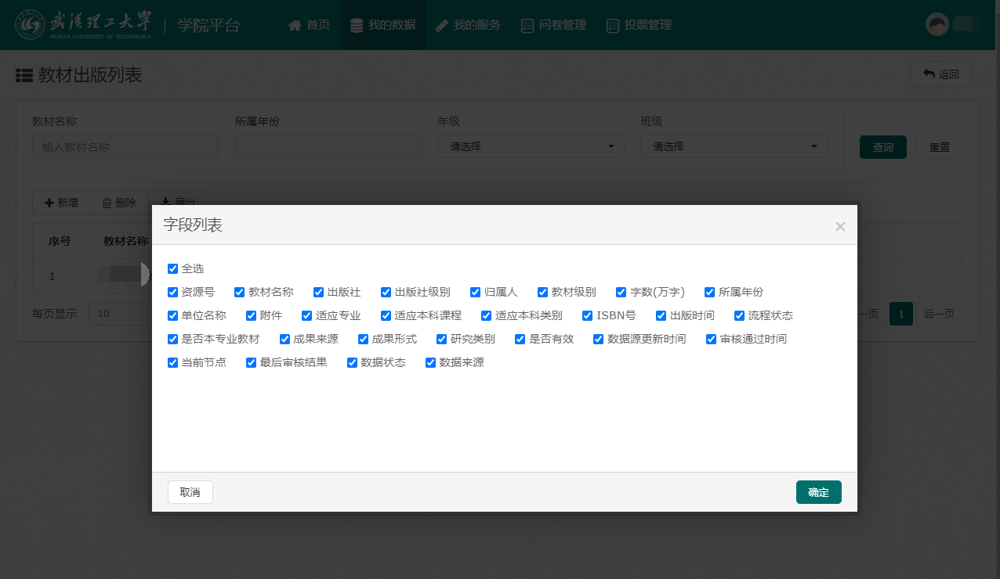 武汉理工大学 学院平台 首页 我的数据 我的服务 问卷管理 投票管理
WUHAN UNIVERSITY OF TECHNOLOGY
教材出版列表 返回
教材名称 所属年份 年级 班级
输入教材名称 请选择 请选择 查询 重置
新增 删除 导出
字段列表 ×
序号 教材名称
全选
1
资源号 教材名称 出版社 出版社级别 归属人 教材级别 字数(万字) 所属年份
每页显示 10 单位名称 附件 适应专业 适应本科课程 适应本科类别 ISBN号 出版时间 流程状态 一页 1 后一页
是否本专业教材 成果来源 成果形式 研究类别 是否有效 数据源更新时间 审核通过时间
当前节点 最后审核结果 数据状态 数据来源
取消 确定